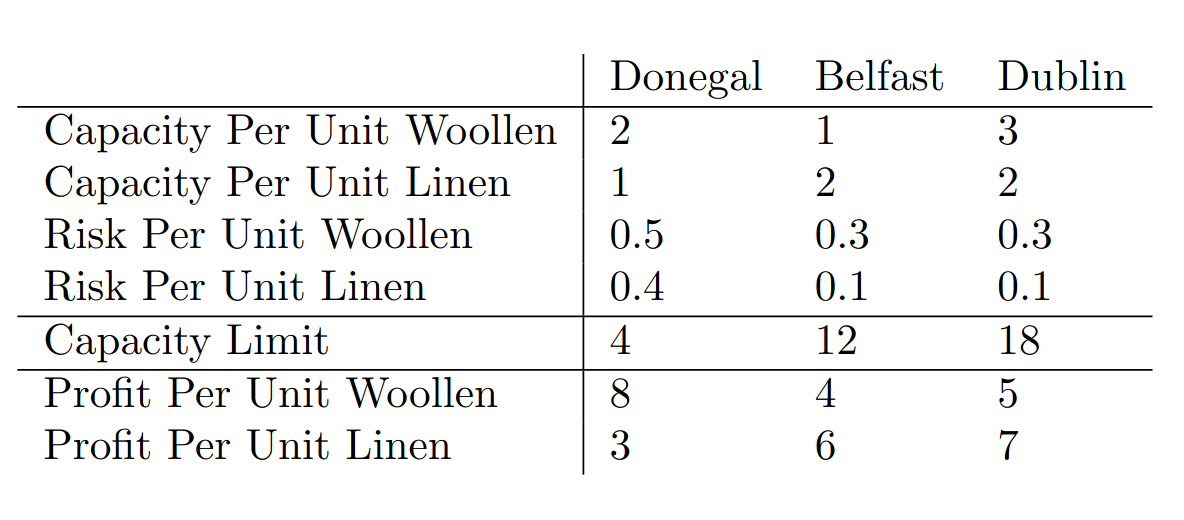 Donegal Belfast Dublin
Capacity Per Unit Woollen 2 1 3
Capacity Per Unit Linen 1 2 2
Risk Per Unit Woollen 0.5 0.3 0.3
Risk Per Unit Linen 0.4 0.1 0.1
Capacity Limit 4 12 18
Profit Per Unit Woollen 8 4 5
Profit Per Unit Linen 3 6 7